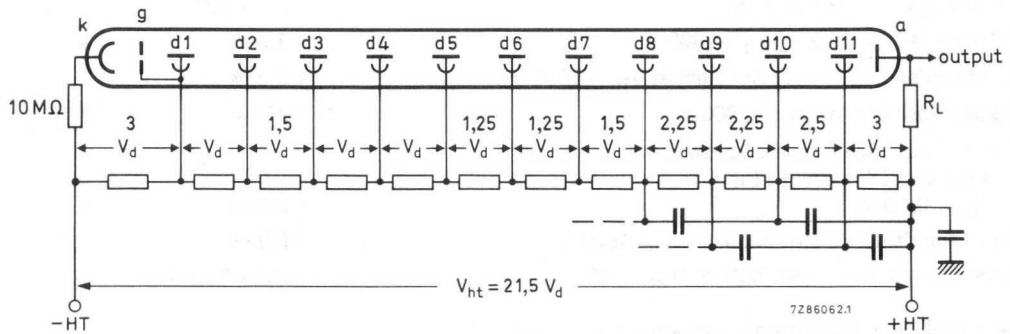 k g d1 d2 d3 d4 d5 d6 d7 d8 d9 d10 d11 a
output
10 MΩ
R_L
3 1,5 1,25 1,25 1,5 2,25 2,25 2,5 3
V_d V_d V_d V_d V_d V_d V_d V_d V_d V_d V_d V_d
V_ht = 21,5 V_d
7Z86062.1
−HT +HT